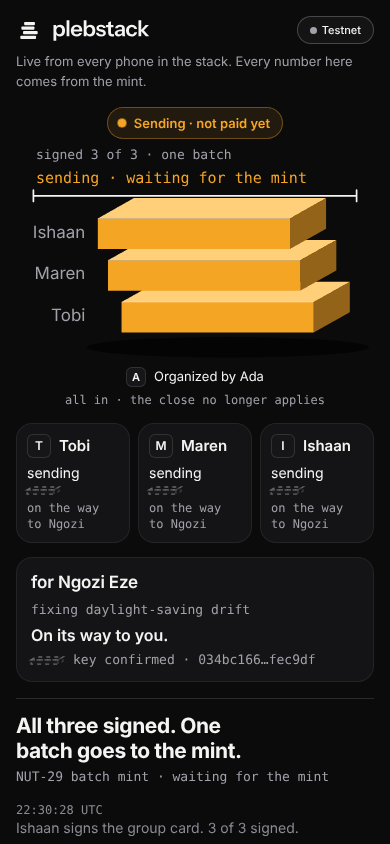 plebstack
Testnet
Live from every phone in the stack. Every number here
comes from the mint.
Sending · not paid yet
signed 3 of 3 · one batch
sending · waiting for the mint
Ishaan
Maren
Tobi
A Organized by Ada
all in · the close no longer applies
T Tobi
sending
on the way
to Ngozi
M Maren
sending
on the way
to Ngozi
I Ishaan
sending
on the way
to Ngozi
for Ngozi Eze
fixing daylight-saving drift
On its way to you.
key confirmed · 034bc166…fec9df
All three signed. One
batch goes to the mint.
NUT-29 batch mint · waiting for the mint
22:30:28 UTC
Ishaan signs the group card. 3 of 3 signed.